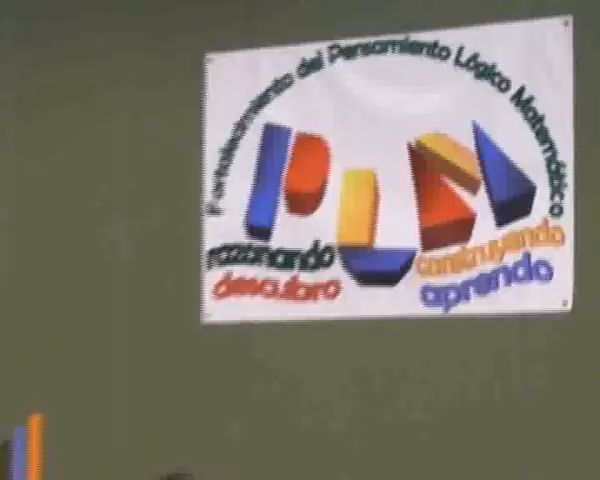 Fortalecimiento del Pensamiento Lógico Matemático
PLM
razonando
descubro
construyendo
aprendo